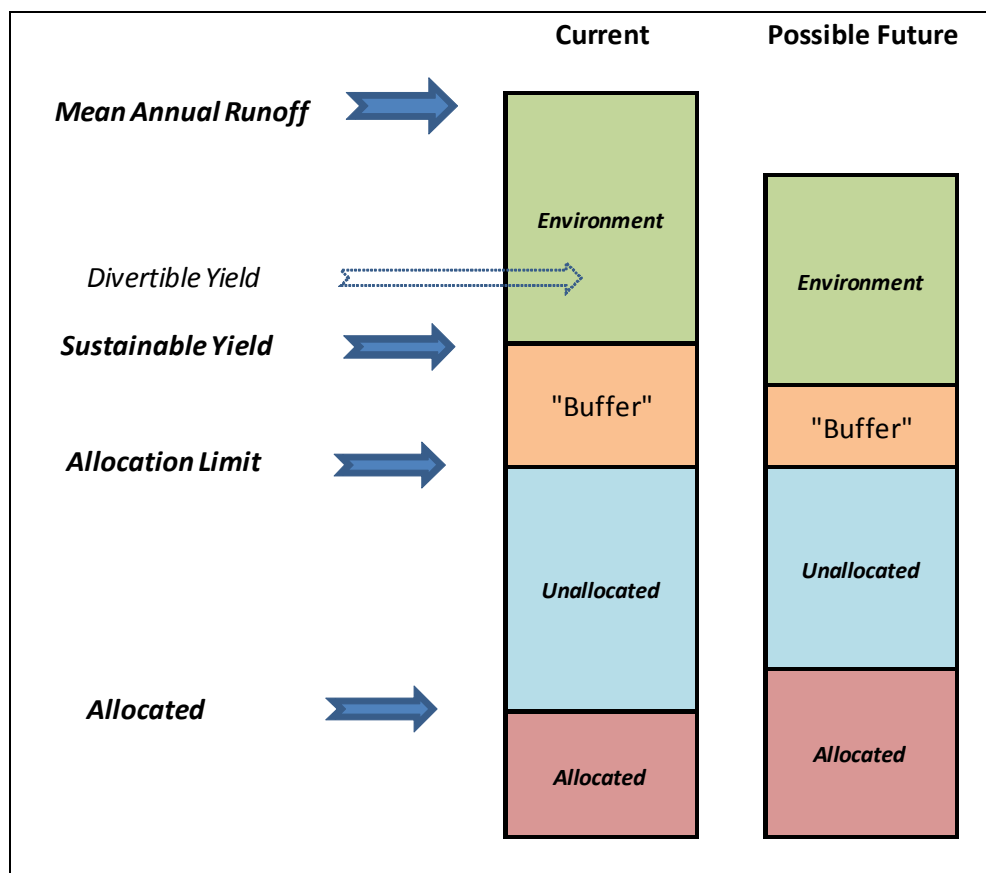 Current
Possible Future
Mean Annual Runoff
Environment
Divertible Yield
Environment
Sustainable Yield
"Buffer"
"Buffer"
Allocation Limit
Unallocated
Unallocated
Allocated
Allocated
Allocated